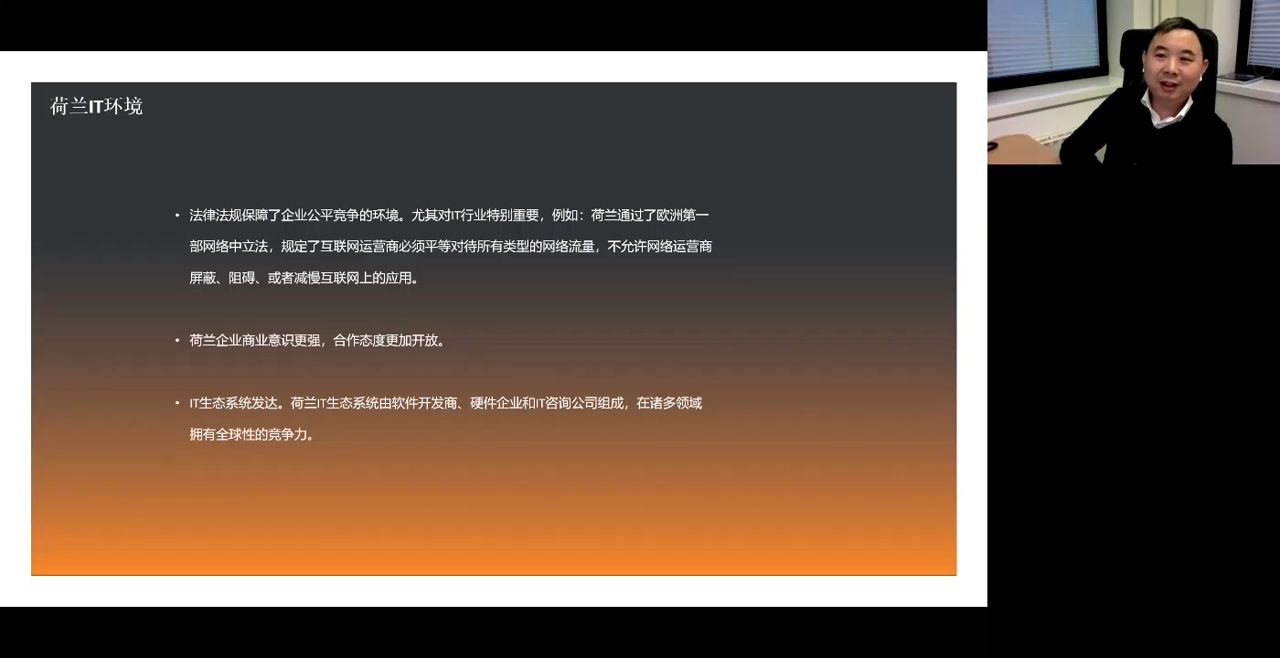 荷兰IT环境
• 法律法规保障了企业公平竞争的环境。尤其对IT行业特别重要，例如：荷兰通过了欧洲第一
部网络中立法，规定了互联网运营商必须平等对待所有类型的网络流量，不允许网络运营商
屏蔽、阻碍、或者减慢互联网上的应用。
• 荷兰企业商业意识更强，合作态度更加开放。
• IT生态系统发达。荷兰IT生态系统由软件开发商、硬件企业和IT咨询公司组成，在诸多领域
拥有全球性的竞争力。